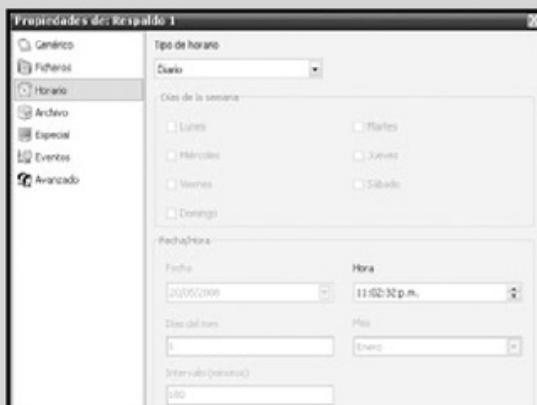 Propiedades de: Respaldo 1
Genérico
Ficheros
Horario
Archivo
Especial
Eventos
Avanzado
Tipo de horario
Diario
Días de la semana
Lunes
Martes
Miércoles
Jueves
Viernes
Sábado
Domingo
Fecha/Hora
Fecha
Hora
20/05/2008
11:02:32 p.m.
Días del mes
Mes
1
Enero
Intervalo (minutos)
180